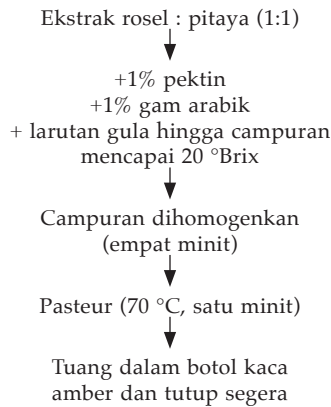 Ekstrak rosel : pitaya (1:1)
+1% pektin
+1% gam arabik
+ larutan gula hingga campuran
mencapai 20 °Brix
Campuran dihomogenkan
(empat minit)
Pasteur (70 °C, satu minit)
Tuang dalam botol kaca
amber dan tutup segera